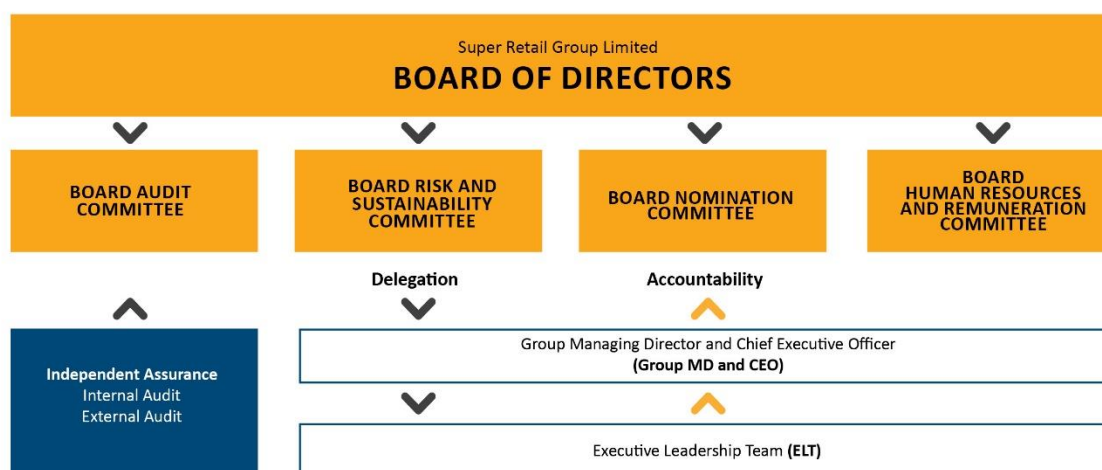 Super Retail Group Limited
BOARD OF DIRECTORS
BOARD AUDIT
COMMITTEE
BOARD RISK AND
SUSTAINABILITY
COMMITTEE
BOARD NOMINATION
COMMITTEE
BOARD
HUMAN RESOURCES
AND REMUNERATION
COMMITTEE
Delegation
Accountability
Independent Assurance
Internal Audit
External Audit
Group Managing Director and Chief Executive Officer
(Group MD and CEO)
Executive Leadership Team (ELT)